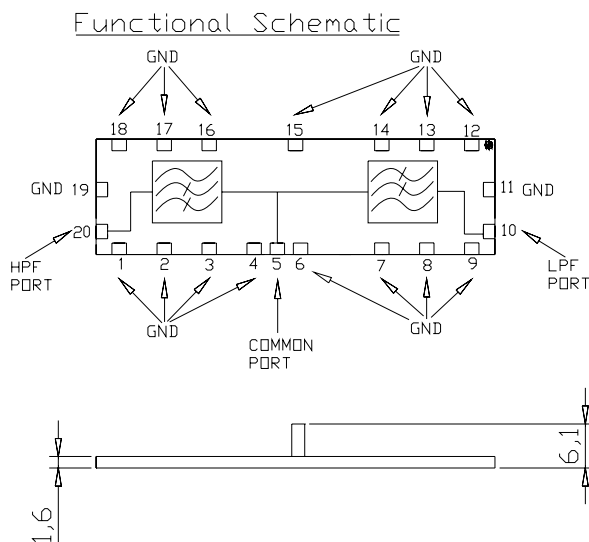 Functional Schematic
GND GND
18 17 16 15 14 13 12
GND 19 11 GND
20 10
HPF PORT LPF PORT
1 2 3 4 5 6 7 8 9
GND GND
COMMON PORT
1,6 6,1